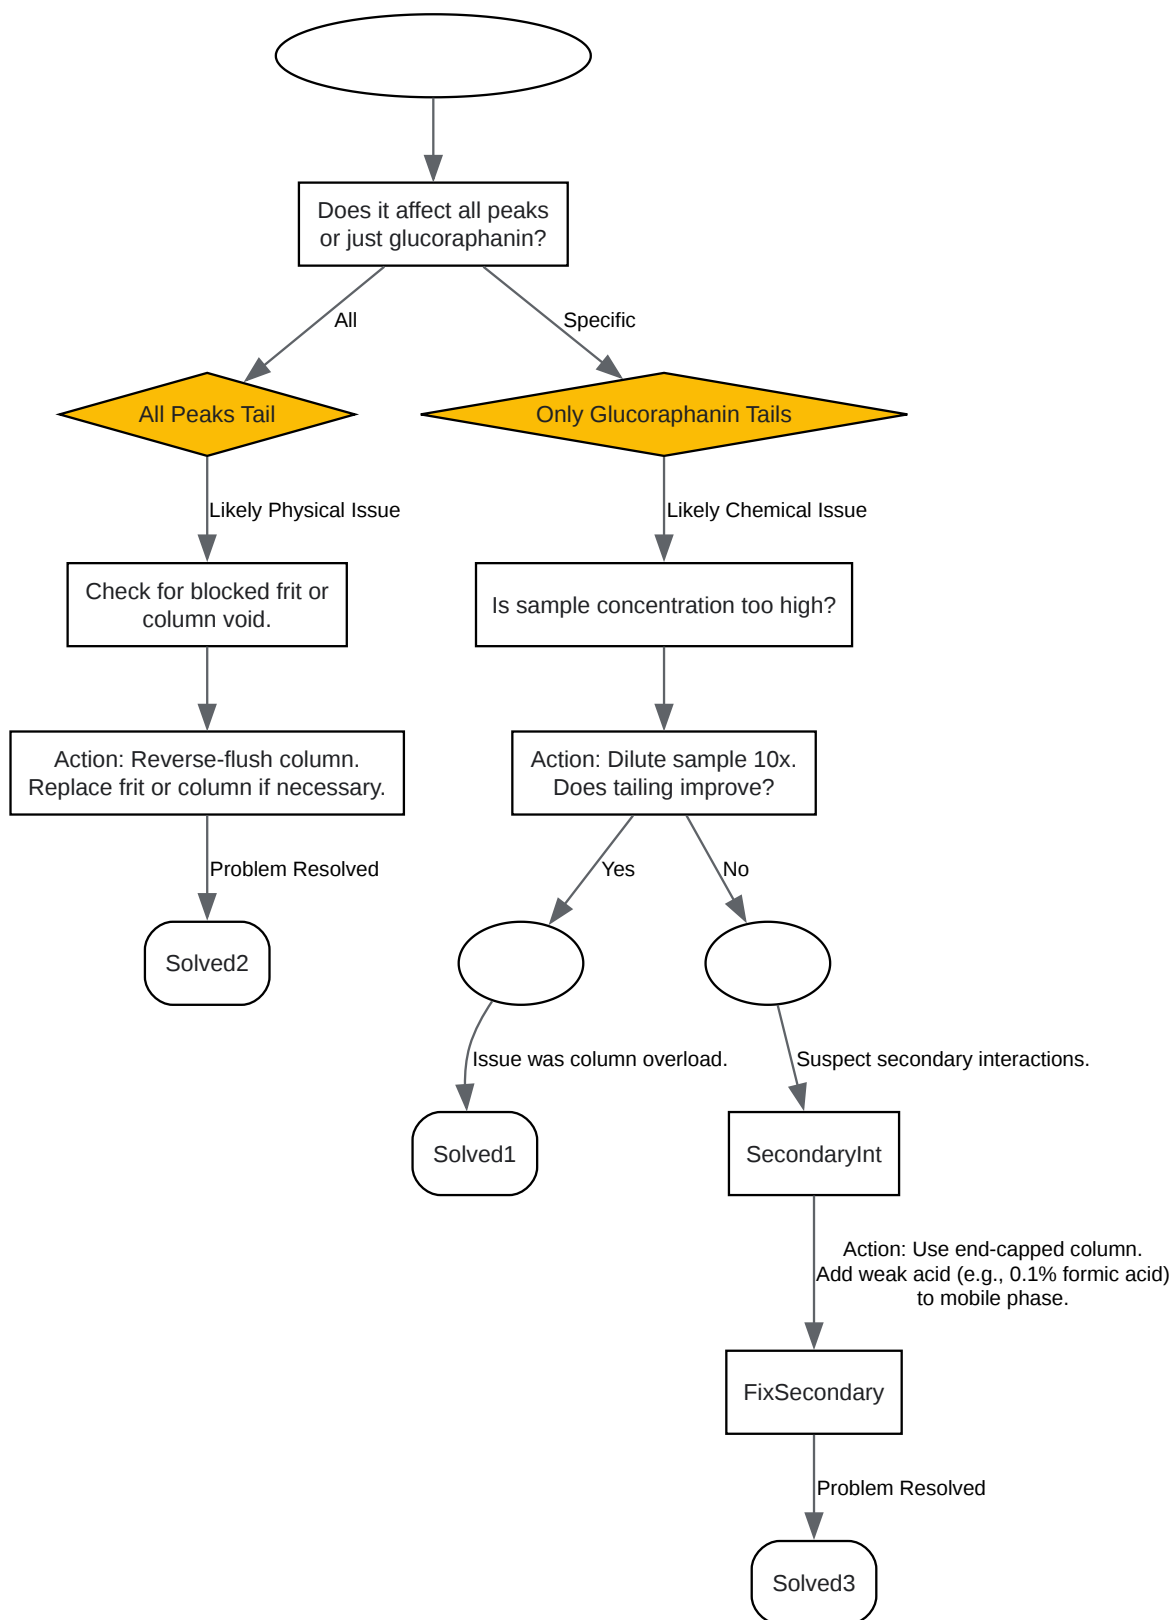 Does it affect all peaks
or just glucoraphanin?
All
Specific
All Peaks Tail
Only Glucoraphanin Tails
Likely Physical Issue
Likely Chemical Issue
Check for blocked frit or
column void.
Is sample concentration too high?
Action: Reverse-flush column.
Replace frit or column if necessary.
Action: Dilute sample 10x.
Does tailing improve?
Problem Resolved
Yes
No
Solved2
Issue was column overload.
Suspect secondary interactions.
Solved1
SecondaryInt
Action: Use end-capped column.
Add weak acid (e.g., 0.1% formic acid)
to mobile phase.
FixSecondary
Problem Resolved
Solved3